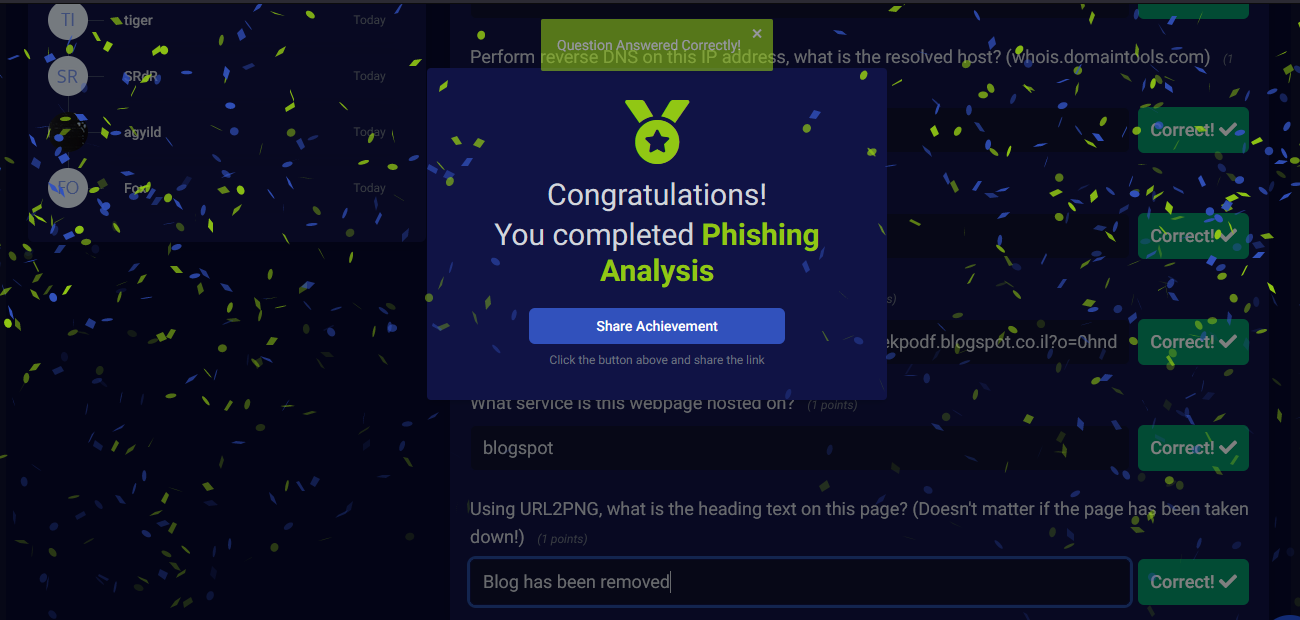 TI tiger Today
SR SRdR Today
agyild Today
FO Fox Today
Question Answered Correctly! ×
Perform reverse DNS on this IP address, what is the resolved host? (whois.domaintools.com) (1
Correct!
Congratulations!
You completed Phishing
Analysis
Correct!
Share Achievement
ekpodf.blogspot.co.il?o=0hnd Correct!
Click the button above and share the link
What service is this webpage hosted on? (1 points)
blogspot Correct!
Using URL2PNG, what is the heading text on this page? (Doesn't matter if the page has been taken
down!) (1 points)
Blog has been removed Correct!